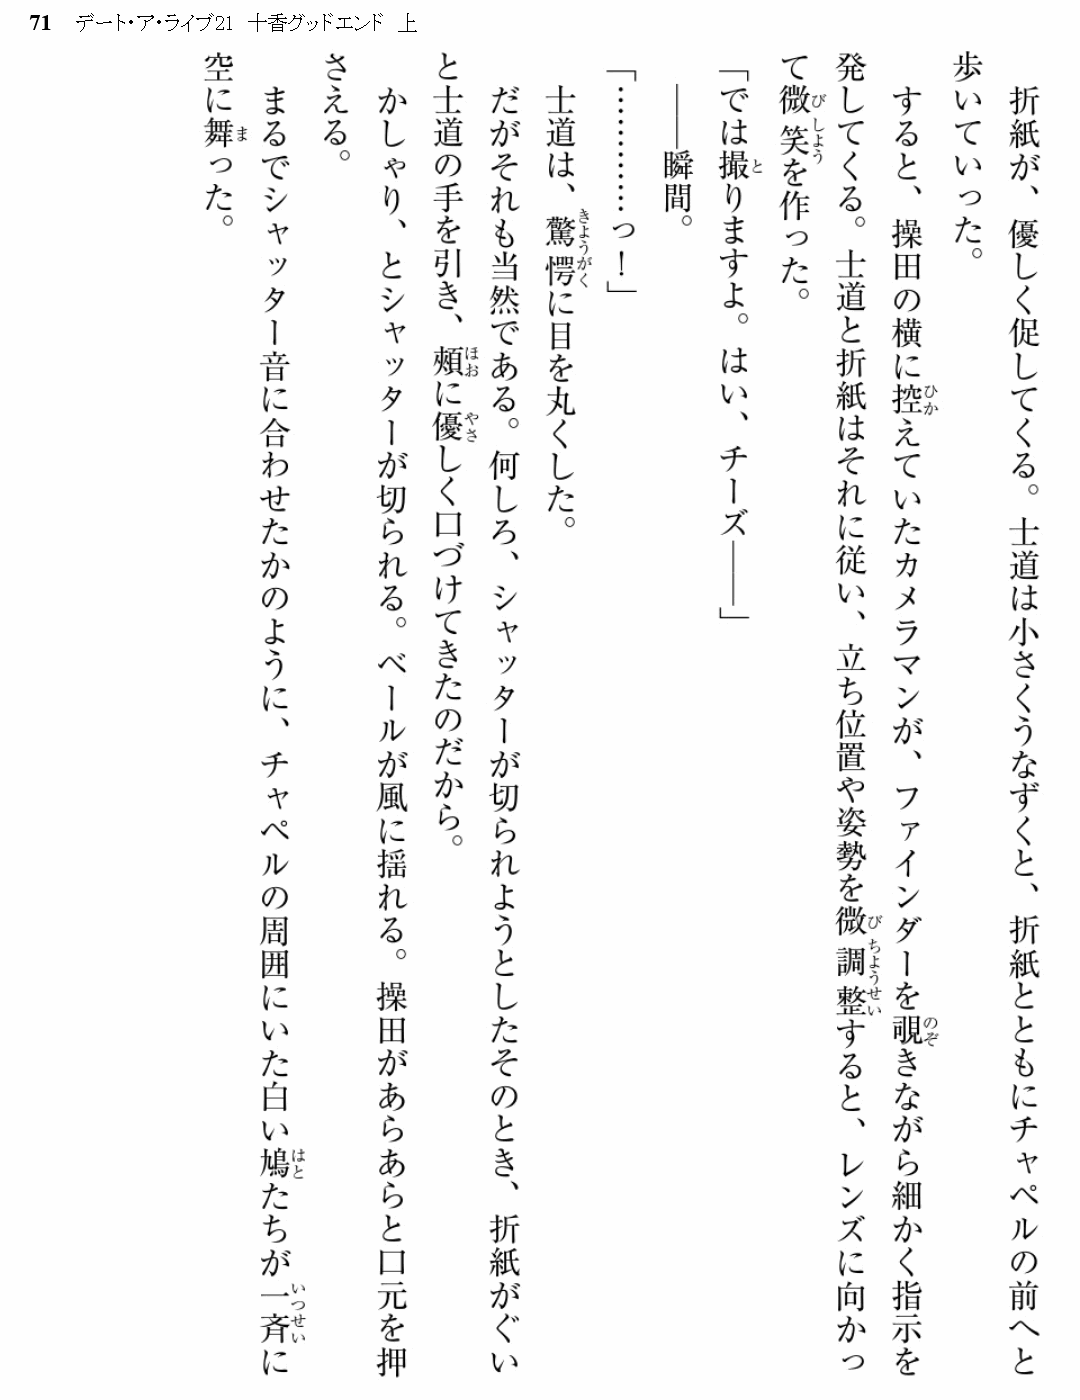 71 デート・ア・ライブ21 十香グッドエンド 上
折紙が、優しく促してくる。士道は小さくうなずくと、折紙とともにチャペルの前へと
歩いていった。
すると、操田の横に控えていたカメラマンが、ファインダーを覗きながら細かく指示を
発してくる。士道と折紙はそれに従い、立ち位置や姿勢を微調整すると、レンズに向かっ
て微笑を作った。
「では撮りますよ。はい、チーズ――」
――瞬間。
「…………っ！」
士道は、驚愕に目を丸くした。
だがそれも当然である。何しろ、シャッターが切られようとしたそのとき、折紙がぐい
と士道の手を引き、頰に優しく口づけてきたのだから。
かしゃり、とシャッターが切られる。ベールが風に揺れる。操田があらあらと口元を押
さえる。
まるでシャッター音に合わせたかのように、チャペルの周囲にいた白い鳩たちが一斉に
空に舞った。